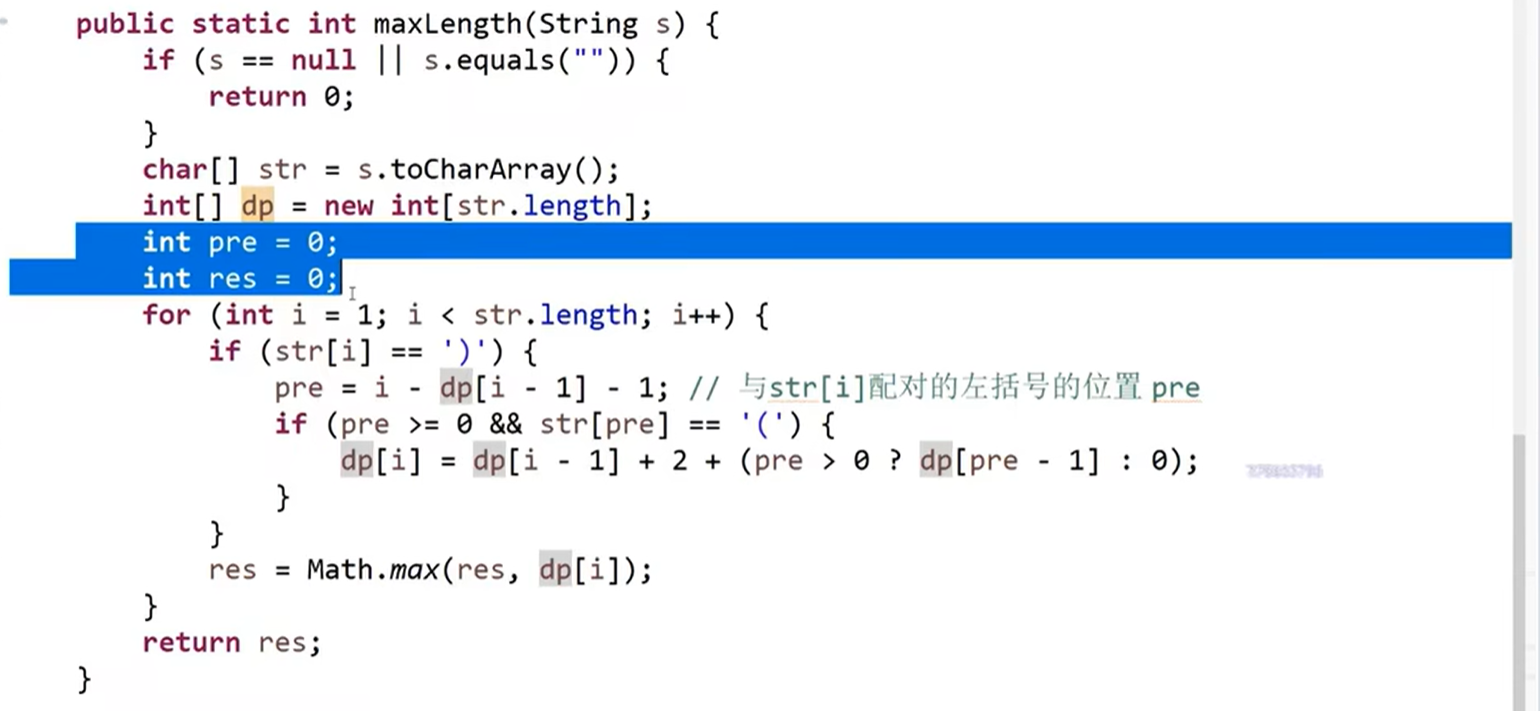 public static int maxLength(String s) {
    if (s == null || s.equals("")) {
        return 0;
    }
    char[] str = s.toCharArray();
    int[] dp = new int[str.length];
    int pre = 0;
    int res = 0;
    for (int i = 1; i < str.length; i++) {
        if (str[i] == ')') {
            pre = i - dp[i - 1] - 1; // 与str[i]配对的左括号的位置 pre
            if (pre >= 0 && str[pre] == '(') {
                dp[i] = dp[i - 1] + 2 + (pre > 0 ? dp[pre - 1] : 0);
            }
        }
        res = Math.max(res, dp[i]);
    }
    return res;
}